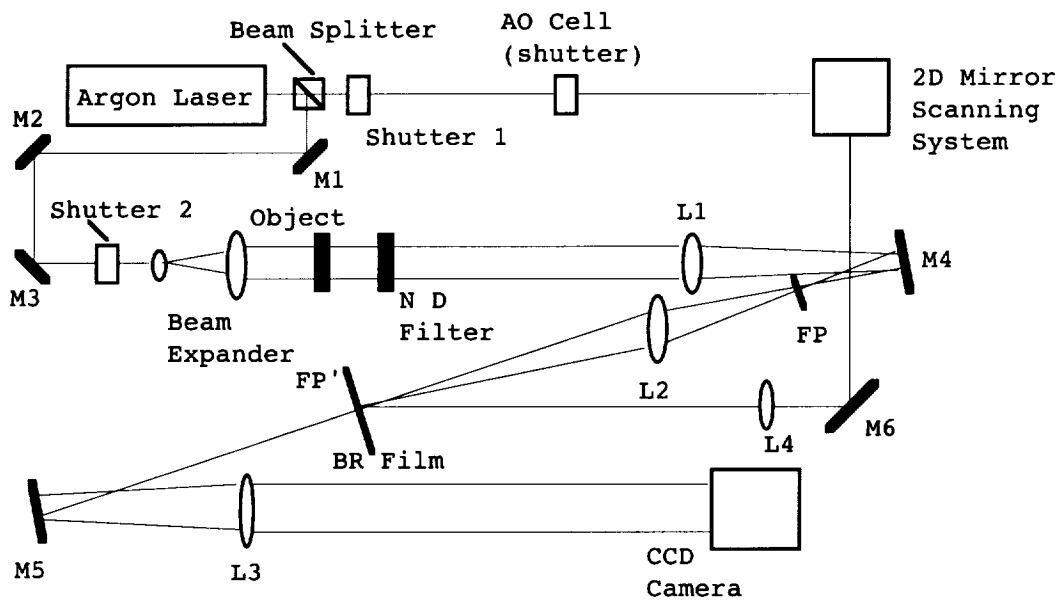 AO Cell
(shutter)
Beam Splitter
Argon Laser
2D Mirror
Scanning
System
Shutter 1
M2
M1
Shutter 2
Object
L1
M4
M3
N D
Filter
Beam
Expander
FP
FP'
L2
L4
M6
BR Film
M5
L3
CCD
Camera